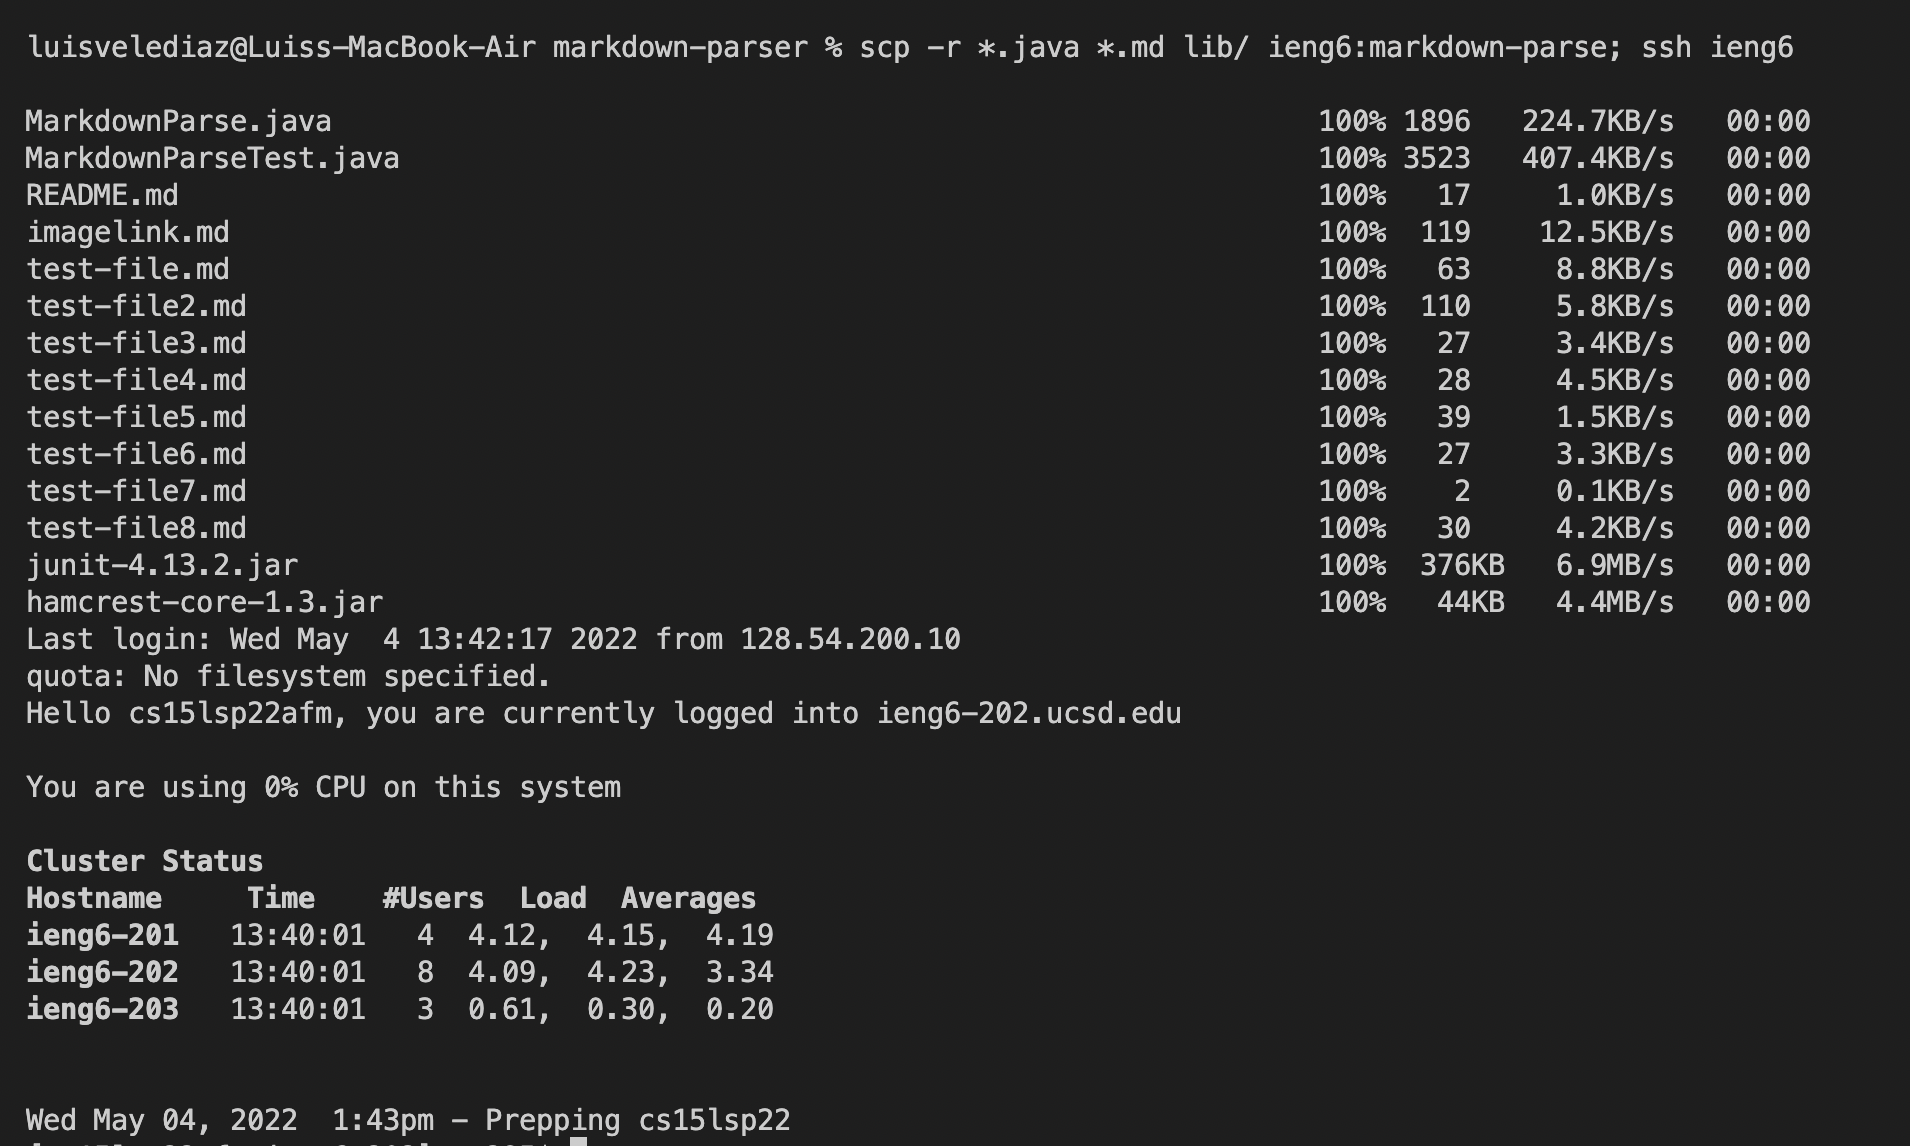 luisvelediaz@Luiss-MacBook-Air markdown-parser % scp -r *.java *.md lib/ ieng6:markdown-parse; ssh ieng6
MarkdownParse.java 100% 1896 224.7KB/s 00:00
MarkdownParseTest.java 100% 3523 407.4KB/s 00:00
README.md 100% 17 1.0KB/s 00:00
imagelink.md 100% 119 12.5KB/s 00:00
test-file.md 100% 63 8.8KB/s 00:00
test-file2.md 100% 110 5.8KB/s 00:00
test-file3.md 100% 27 3.4KB/s 00:00
test-file4.md 100% 28 4.5KB/s 00:00
test-file5.md 100% 39 1.5KB/s 00:00
test-file6.md 100% 27 3.3KB/s 00:00
test-file7.md 100% 2 0.1KB/s 00:00
test-file8.md 100% 30 4.2KB/s 00:00
junit-4.13.2.jar 100% 376KB 6.9MB/s 00:00
hamcrest-core-1.3.jar 100% 44KB 4.4MB/s 00:00
Last login: Wed May  4 13:42:17 2022 from 128.54.200.10
quota: No filesystem specified.
Hello cs15lsp22afm, you are currently logged into ieng6-202.ucsd.edu
You are using 0% CPU on this system
Cluster Status
Hostname Time #Users Load Averages
ieng6-201 13:40:01 4 4.12, 4.15, 4.19
ieng6-202 13:40:01 8 4.09, 4.23, 3.34
ieng6-203 13:40:01 3 0.61, 0.30, 0.20
Wed May 04, 2022  1:43pm - Prepping cs15lsp22